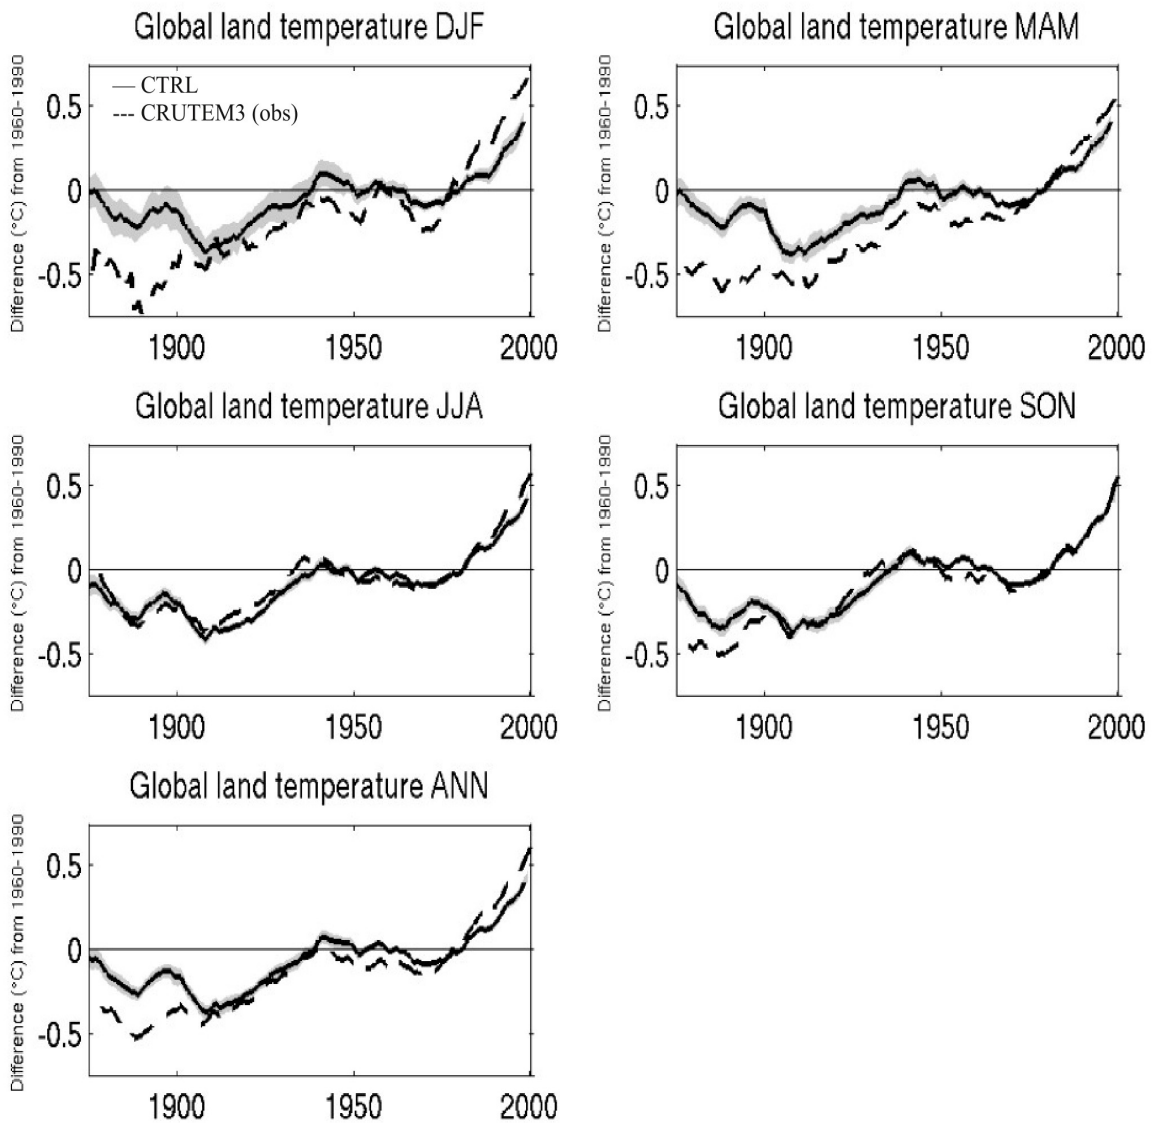 Global land temperature DJF
Difference (°C) from 1960-1990
0.5
0
-0.5
— CTRL
--- CRUTEM3 (obs)
1900
1950
2000
Global land temperature MAM
Difference (°C) from 1960-1990
0.5
0
-0.5
1900
1950
2000
Global land temperature JJA
Difference (°C) from 1960-1990
0.5
0
-0.5
1900
1950
2000
Global land temperature SON
Difference (°C) from 1960-1990
0.5
0
-0.5
1900
1950
2000
Global land temperature ANN
Difference (°C) from 1960-1990
0.5
0
-0.5
1900
1950
2000